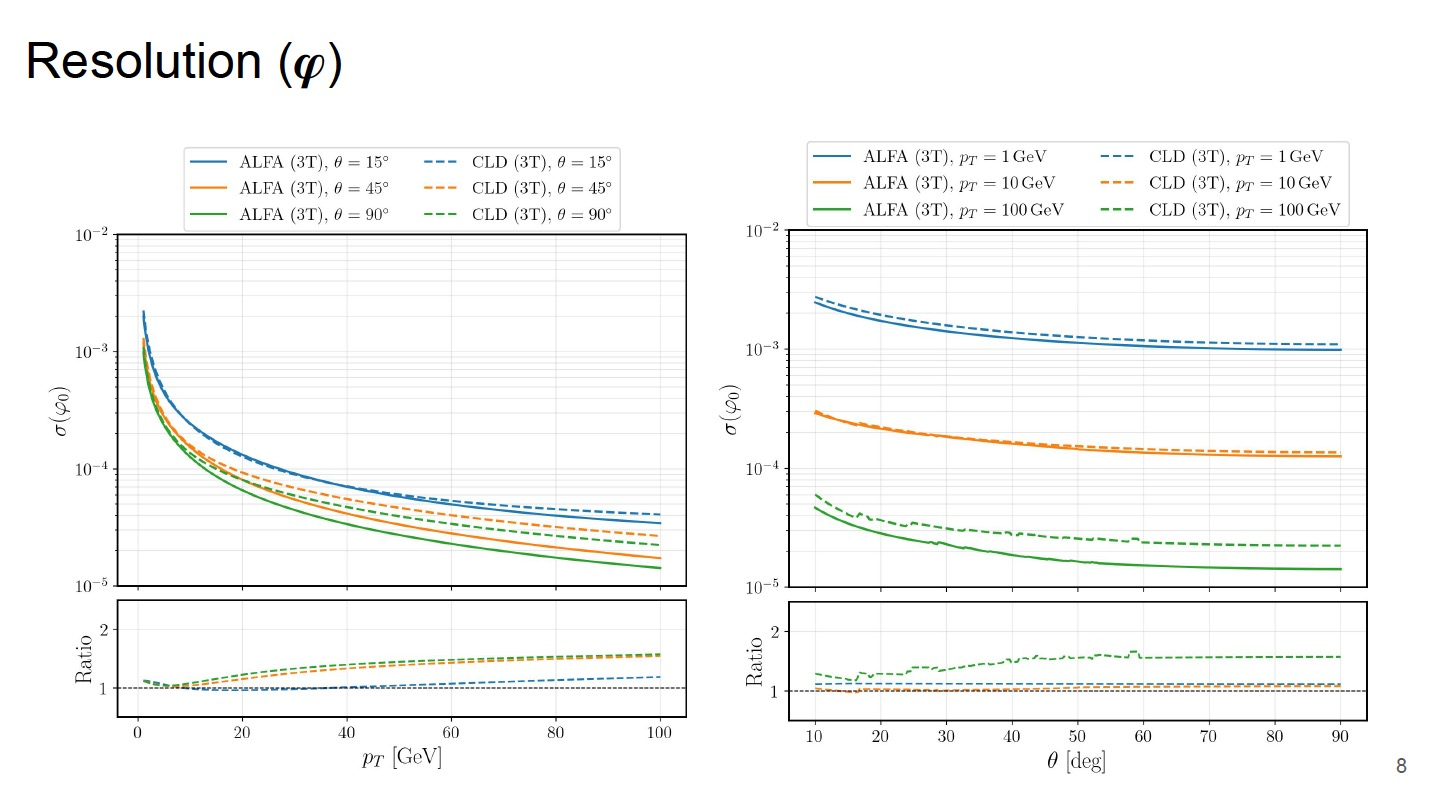 Resolution (φ)
ALFA (3T), θ = 15° CLD (3T), θ = 15°
ALFA (3T), θ = 45° CLD (3T), θ = 45°
ALFA (3T), θ = 90° CLD (3T), θ = 90°
10⁻²
10⁻³
10⁻⁴
10⁻⁵
σ(φ₀)
2
1
Ratio
0 20 40 60 80 100
p_T [GeV]
ALFA (3T), p_T = 1 GeV CLD (3T), p_T = 1 GeV
ALFA (3T), p_T = 10 GeV CLD (3T), p_T = 10 GeV
ALFA (3T), p_T = 100 GeV CLD (3T), p_T = 100 GeV
10⁻²
10⁻³
10⁻⁴
10⁻⁵
σ(φ₀)
2
1
Ratio
10 20 30 40 50 60 70 80 90
θ [deg]
8